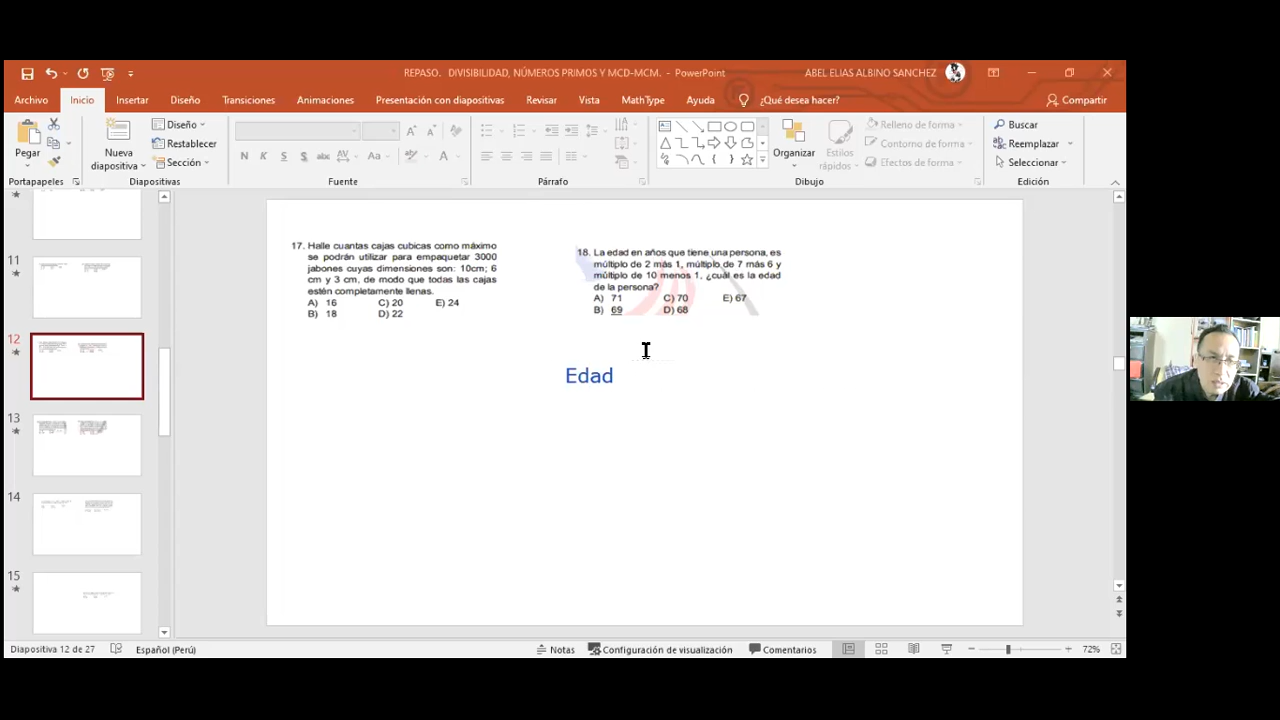 REPASO. DIVISIBILIDAD, NÚMEROS PRIMOS Y MCD-MCM. - PowerPoint
ABEL ELIAS ALBINO SANCHEZ
Archivo Inicio Insertar Diseño Transiciones Animaciones Presentación con diapositivas Revisar Vista MathType Ayuda ¿Qué desea hacer? Compartir
Pegar
Nueva
diapositiva
Diseño
Restablecer
Sección
N K S S abc AV Aa A
Organizar
Estilos
rápidos
Relleno de forma
Contorno de forma
Efectos de forma
Buscar
Reemplazar
Seleccionar
Portapapeles Diapositivas Fuente Párrafo Dibujo Edición
11
12
13
14
15
17. Halle cuantas cajas cubicas como máximo
se podrán utilizar para empaquetar 3000
jabones cuyas dimensiones son: 10cm; 6
cm y 3 cm, de modo que todas las cajas
estén completamente llenas.
A) 16 C) 20 E) 24
B) 18 D) 22
18. La edad en años que tiene una persona, es
múltiplo de 2 más 1, múltiplo de 7 más 6 y
múltiplo de 10 menos 1, ¿cuál es la edad
de la persona?
A) 71 C) 70 E) 67
B) 69 D) 68
Edad
Diapositiva 12 de 27 Español (Perú) Notas Configuración de visualización Comentarios 72%